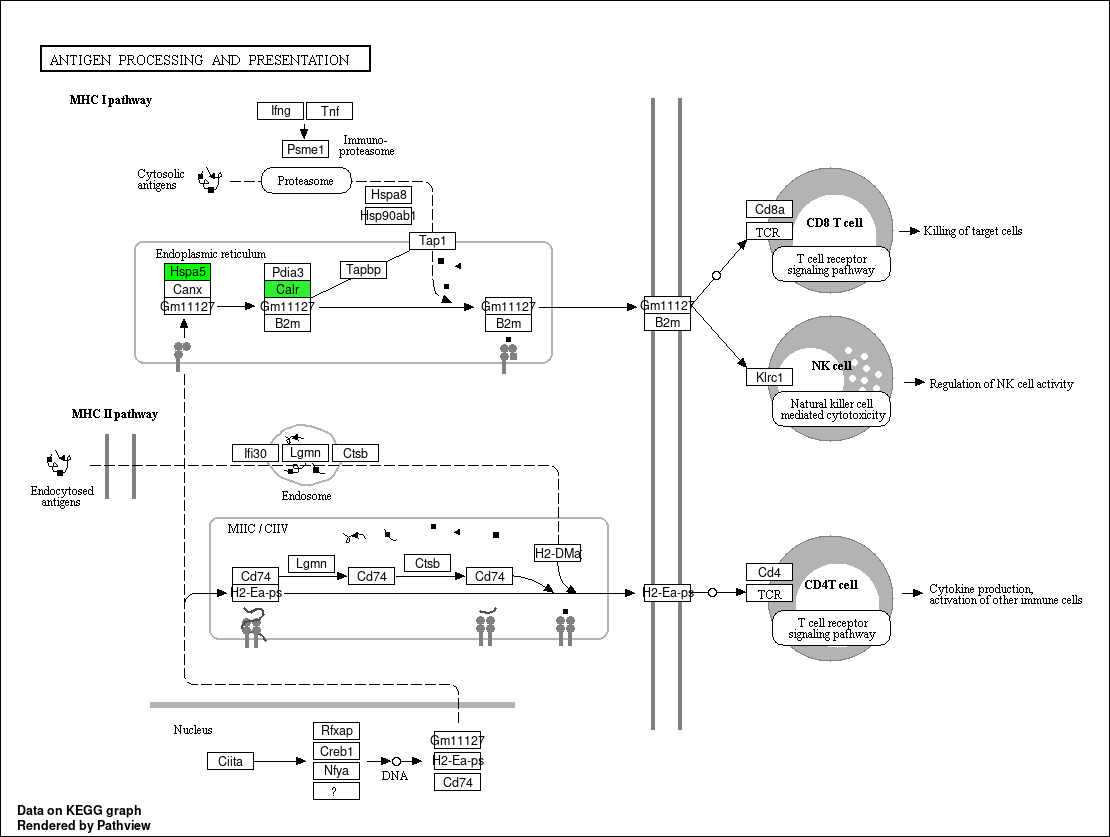 ANTIGEN PROCESSING AND PRESENTATION
MHC I pathway
Ifng
Tnf
Psme1
Immuno-
proteasome
Cytosolic
antigens
Proteasome
Hspa8
Hsp90ab1
Tap1
Endoplasmic reticulum
Hspa5
Canx
Gm11127
Pdia3
Calr
Gm11127
B2m
Tapbp
Gm11127
B2m
Gm11127
B2m
Cd8a
TCR
CD8 T cell
T cell receptor
signaling pathway
Killing of target cells
Klrc1
NK cell
Natural killer cell
mediated cytotoxicity
Regulation of NK cell activity
MHC II pathway
Endocytosed
antigens
Ifi30
Lgmn
Ctsb
Endosome
MIIC / CIIV
H2-DMa
Lgmn
Ctsb
Cd74
Cd74
Cd74
H2-Ea-ps
H2-Ea-ps
Cd4
TCR
CD4T cell
T cell receptor
signaling pathway
Cytokine production,
activation of other immune cells
Nucleus
Ciita
Rfxap
Creb1
Nfya
?
DNA
Gm11127
H2-Ea-ps
Cd74
Data on KEGG graph
Rendered by Pathview